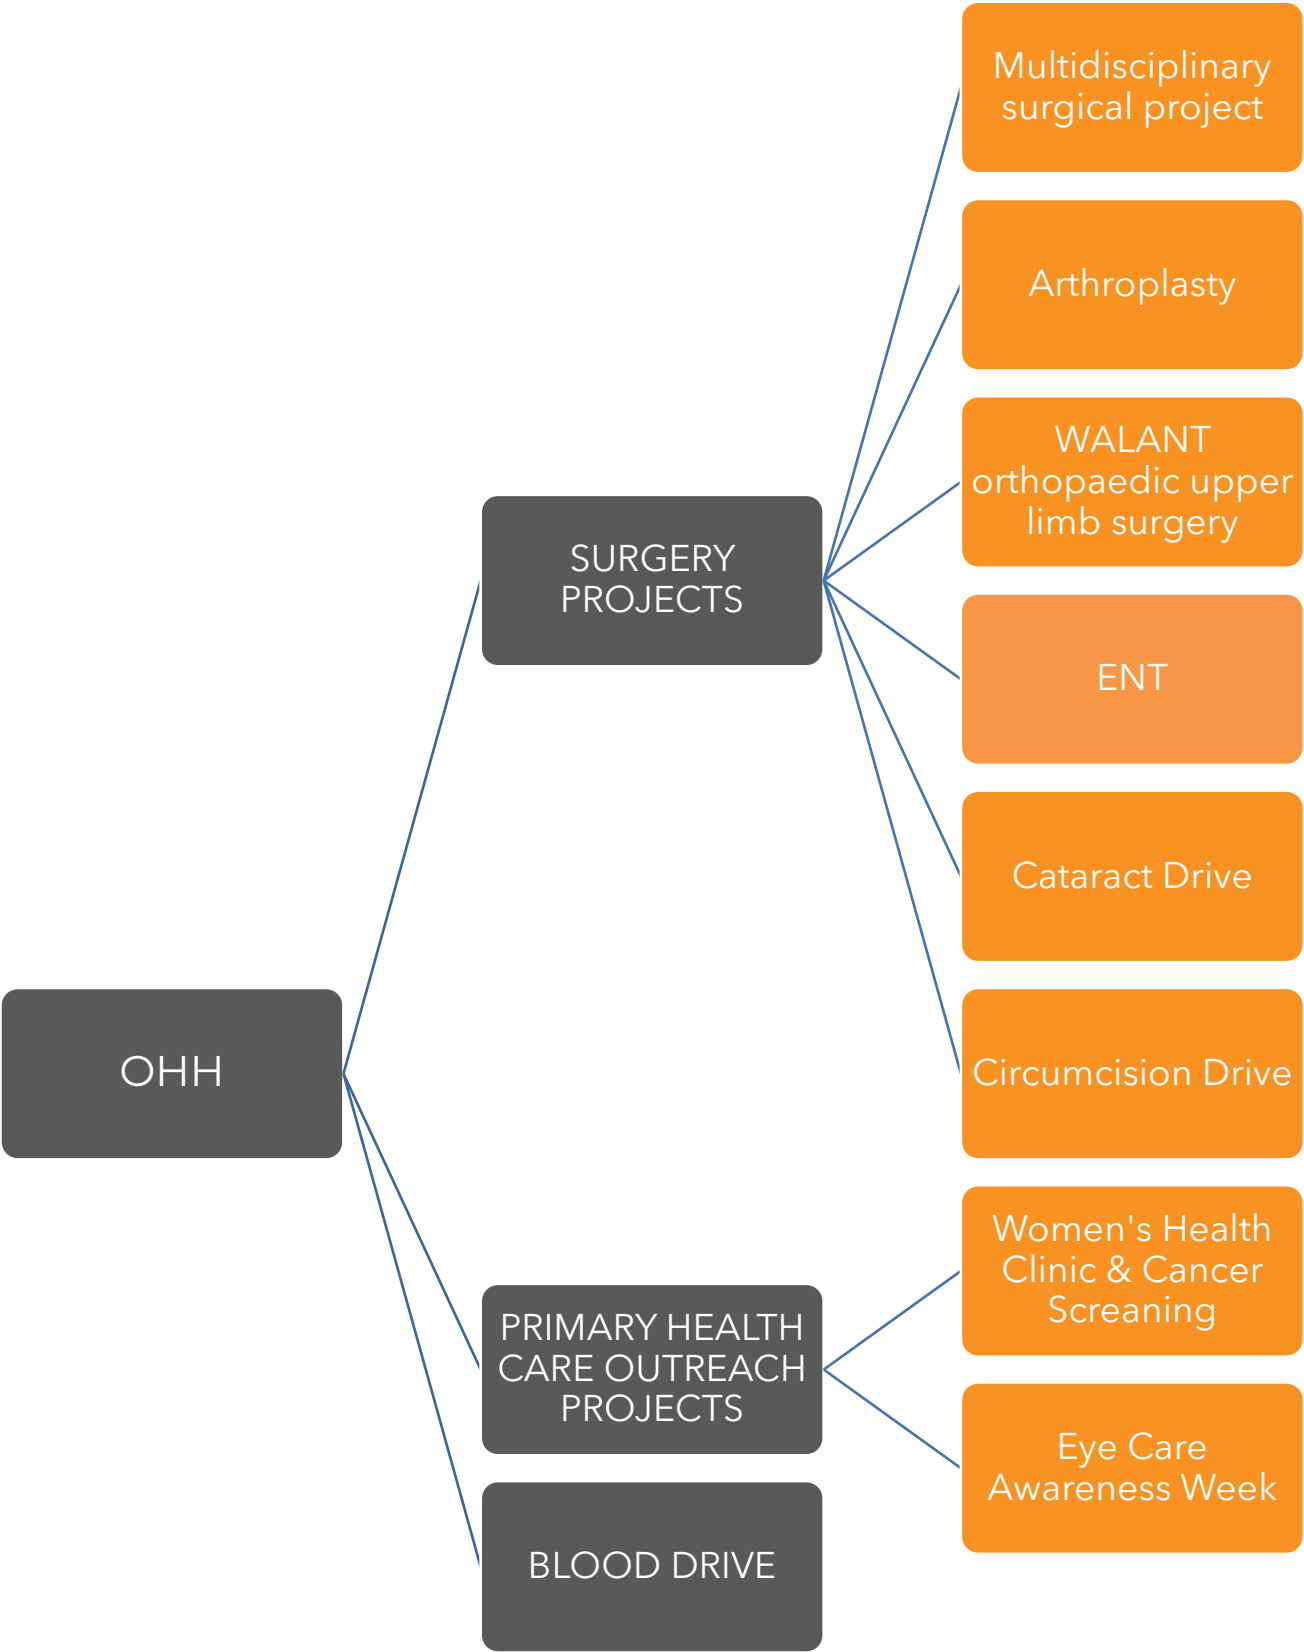 OHH
SURGERY
PROJECTS
Multidisciplinary
surgical project
Arthroplasty
WALANT
orthopaedic upper
limb surgery
ENT
Cataract Drive
Circumcision Drive
PRIMARY HEALTH
CARE OUTREACH
PROJECTS
Women's Health
Clinic & Cancer
Screaning
Eye Care
Awareness Week
BLOOD DRIVE